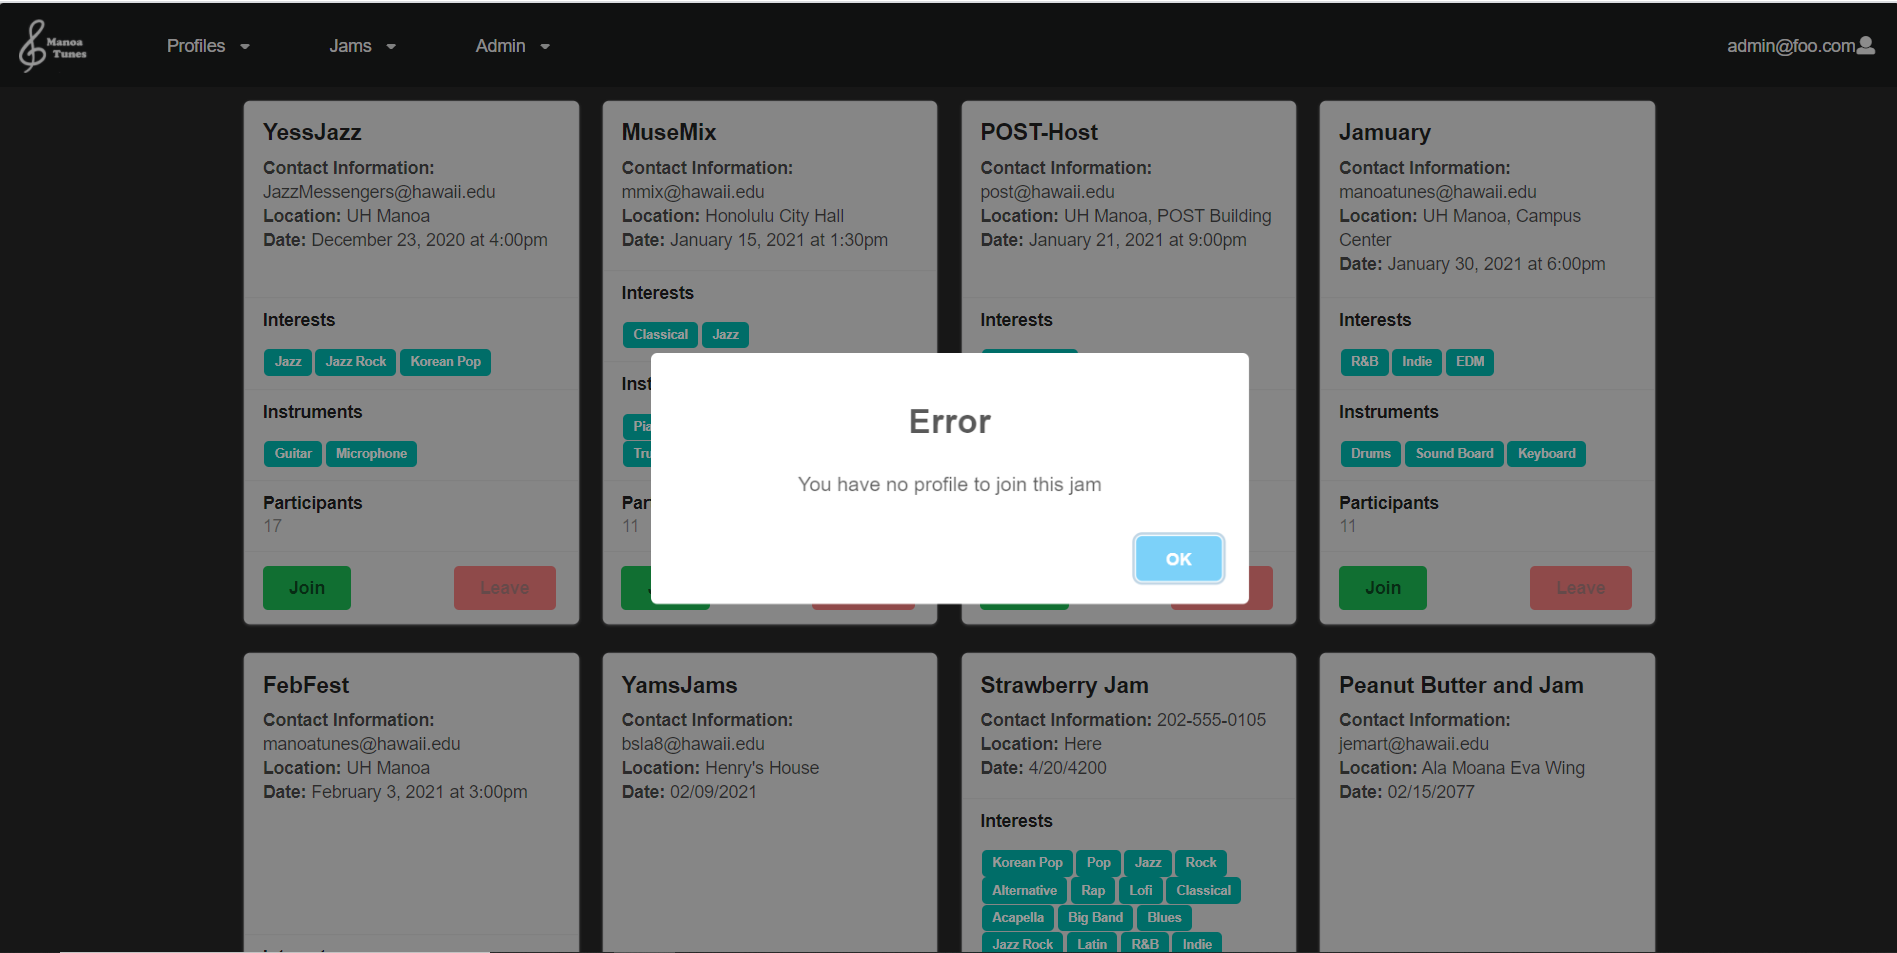 Manoa
Tunes
Profiles
Jams
Admin
admin@foo.com
YessJazz
Contact Information:
JazzMessengers@hawaii.edu
Location: UH Manoa
Date: December 23, 2020 at 4:00pm
Interests
Jazz Jazz Rock Korean Pop
Instruments
Guitar Microphone
Participants
17
Join Leave
MuseMix
Contact Information:
mmix@hawaii.edu
Location: Honolulu City Hall
Date: January 15, 2021 at 1:30pm
Interests
Classical Jazz
Inst
Pia
Tru
Par
11
POST-Host
Contact Information:
post@hawaii.edu
Location: UH Manoa, POST Building
Date: January 21, 2021 at 9:00pm
Interests
Jamuary
Contact Information:
manoatunes@hawaii.edu
Location: UH Manoa, Campus
Center
Date: January 30, 2021 at 6:00pm
Interests
R&B Indie EDM
Instruments
Drums Sound Board Keyboard
Participants
11
Join Leave
Error
You have no profile to join this jam
OK
FebFest
Contact Information:
manoatunes@hawaii.edu
Location: UH Manoa
Date: February 3, 2021 at 3:00pm
YamsJams
Contact Information:
bsla8@hawaii.edu
Location: Henry's House
Date: 02/09/2021
Strawberry Jam
Contact Information: 202-555-0105
Location: Here
Date: 4/20/4200
Interests
Korean Pop Pop Jazz Rock
Alternative Rap Lofi Classical
Acapella Big Band Blues
Jazz Rock Latin R&B Indie
Peanut Butter and Jam
Contact Information:
jemart@hawaii.edu
Location: Ala Moana Eva Wing
Date: 02/15/2077